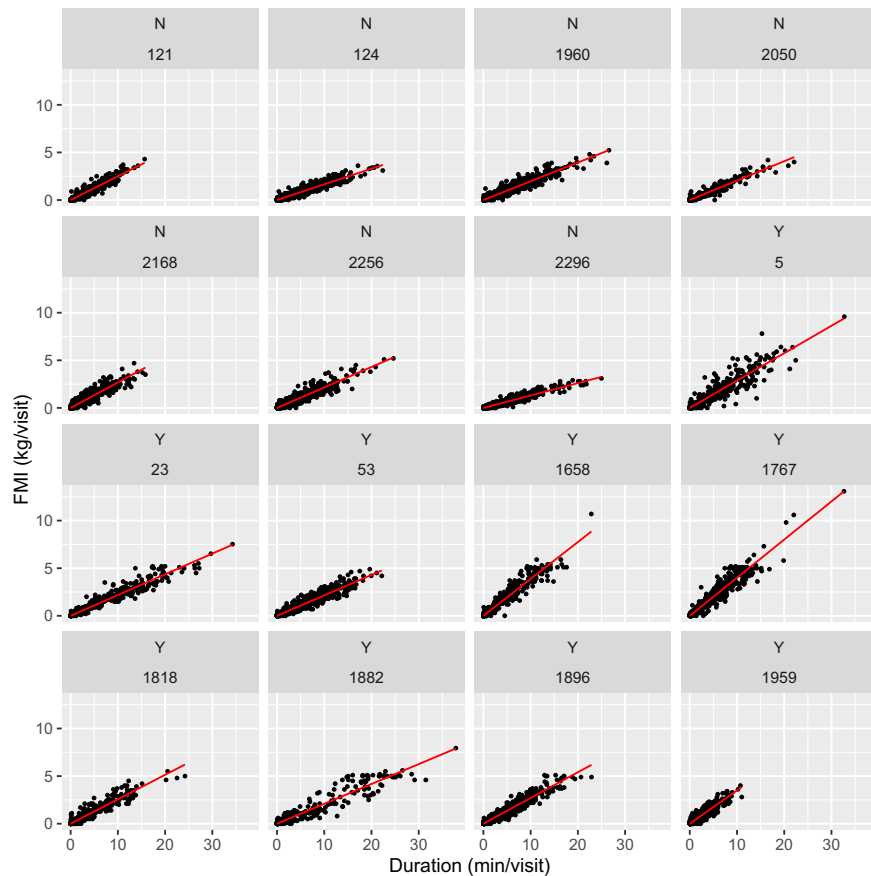 N N N N
121 124 1960 2050
10
5
0
N N N Y
2168 2256 2296 5
10
5
0
Y Y Y Y
23 53 1658 1767
10
5
0
Y Y Y Y
1818 1882 1896 1959
10
5
0
0 10 20 30 0 10 20 30 0 10 20 30 0 10 20 30
Duration (min/visit)
FMI (kg/visit)